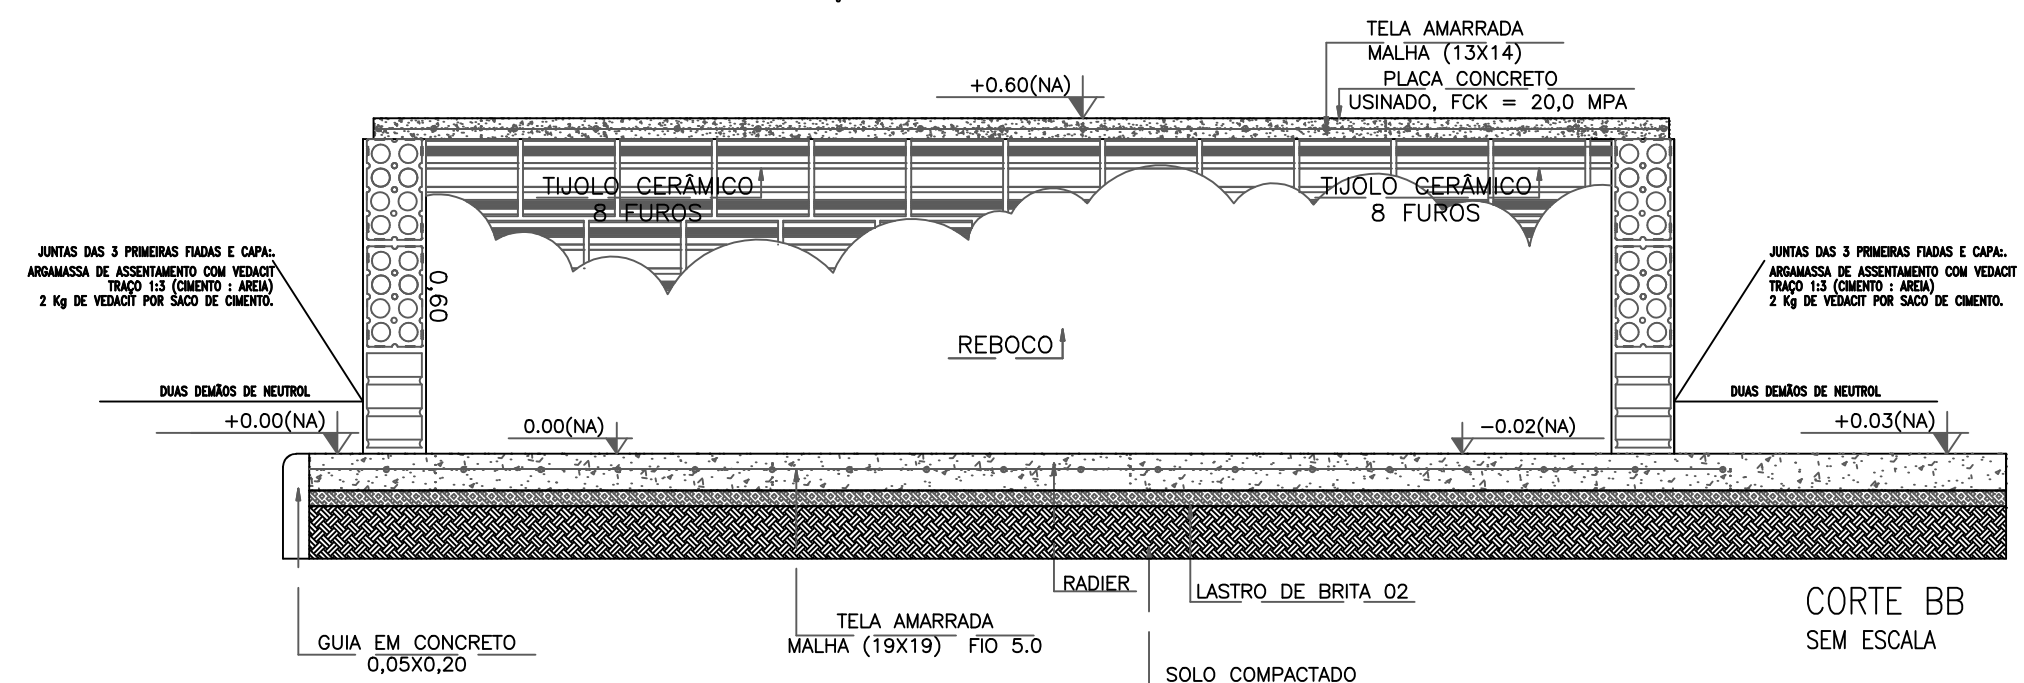 TELA AMARRADA
MALHA (13X14)
PLACA CONCRETO
USINADO, FCK = 20,0 MPA
+0.60(NA)
TIJOLO CERÂMICO
8 FUROS
TIJOLO CERÂMICO
8 FUROS
JUNTAS DAS 3 PRIMEIRAS FIADAS E CAPA:.
ARGAMASSA DE ASSENTAMENTO COM VEDACIT
TRAÇO 1:3 (CIMENTO : AREIA)
2 Kg DE VEDACIT POR SACO DE CIMENTO.
0,60
JUNTAS DAS 3 PRIMEIRAS FIADAS E CAPA:.
ARGAMASSA DE ASSENTAMENTO COM VEDACIT
TRAÇO 1:3 (CIMENTO : AREIA)
2 Kg DE VEDACIT POR SACO DE CIMENTO.
REBOCO
DUAS DEMÃOS DE NEUTROL
DUAS DEMÃOS DE NEUTROL
+0.00(NA)
0.00(NA)
-0.02(NA)
+0.03(NA)
RADIER
LASTRO DE BRITA 02
CORTE BB
SEM ESCALA
TELA AMARRADA
MALHA (19X19) FIO 5.0
GUIA EM CONCRETO
0,05X0,20
SOLO COMPACTADO